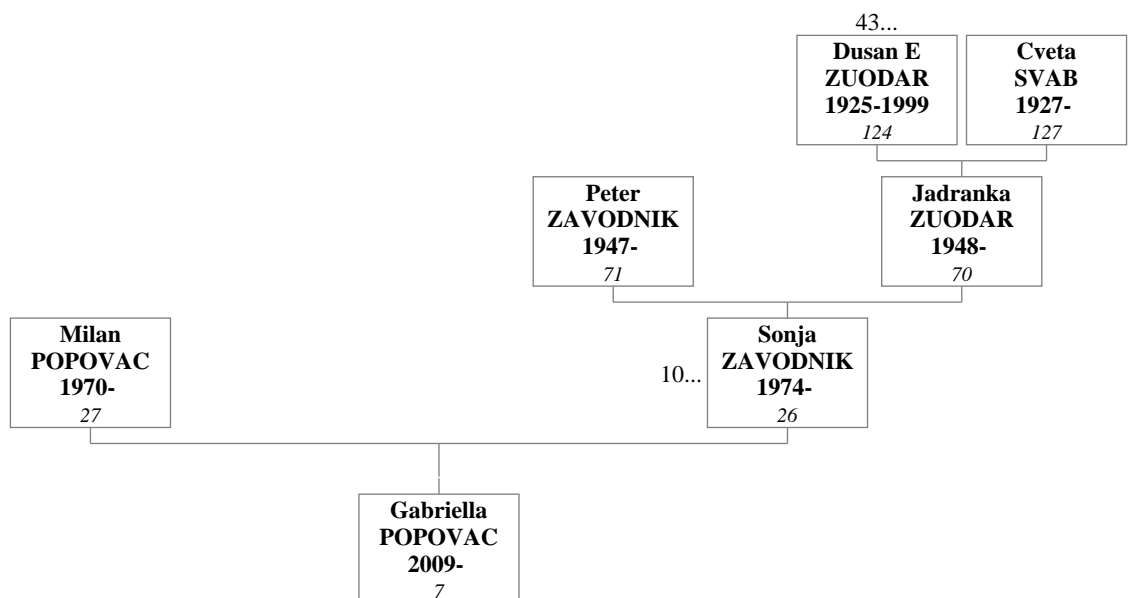 43...
Dusan E
ZUODAR
1925-1999
124
Cveta
SVAB
1927-
127
Peter
ZAVODNIK
1947-
71
Jadranka
ZUODAR
1948-
70
Milan
POPOVAC
1970-
27
10...
Sonja
ZAVODNIK
1974-
26
Gabriella
POPOVAC
2009-
7